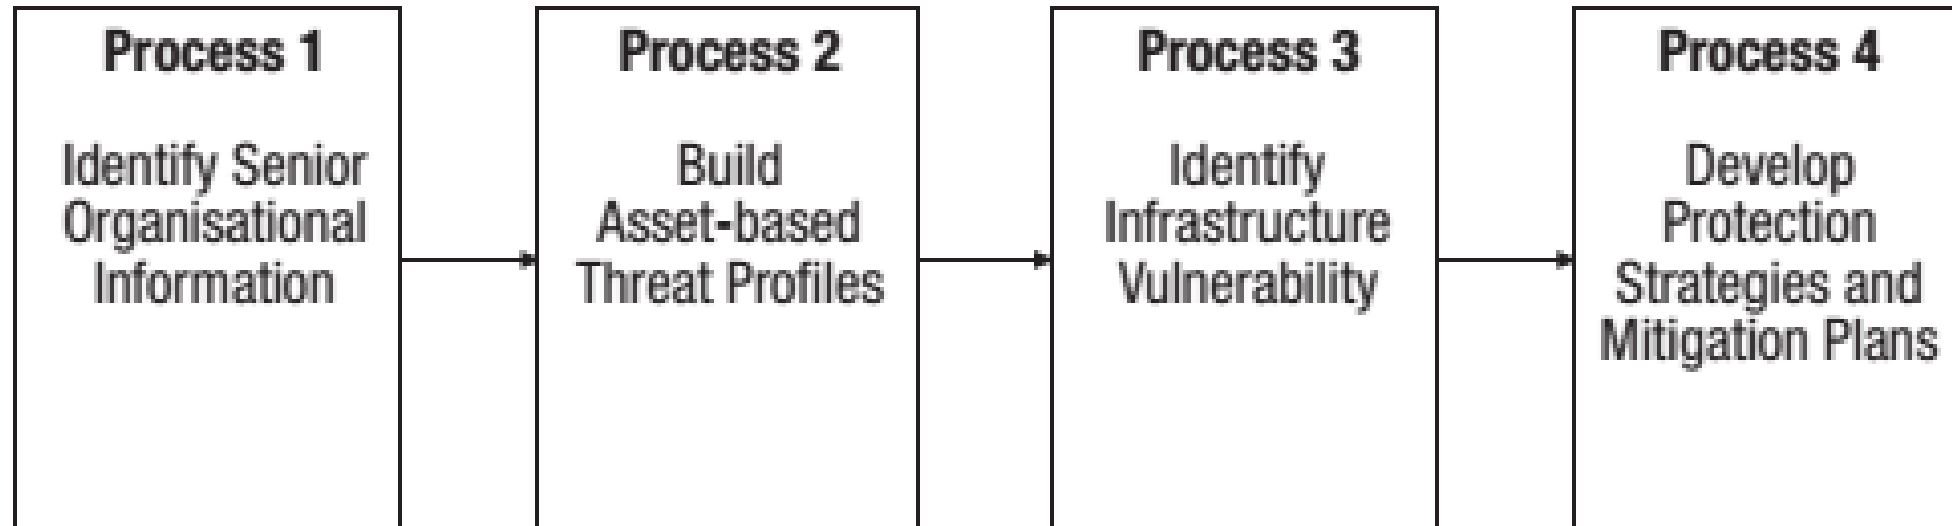 Process 1
Identify Senior
Organisational
Information
Process 2
Build
Asset-based
Threat Profiles
Process 3
Identify
Infrastructure
Vulnerability
Process 4
Develop
Protection
Strategies and
Mitigation Plans